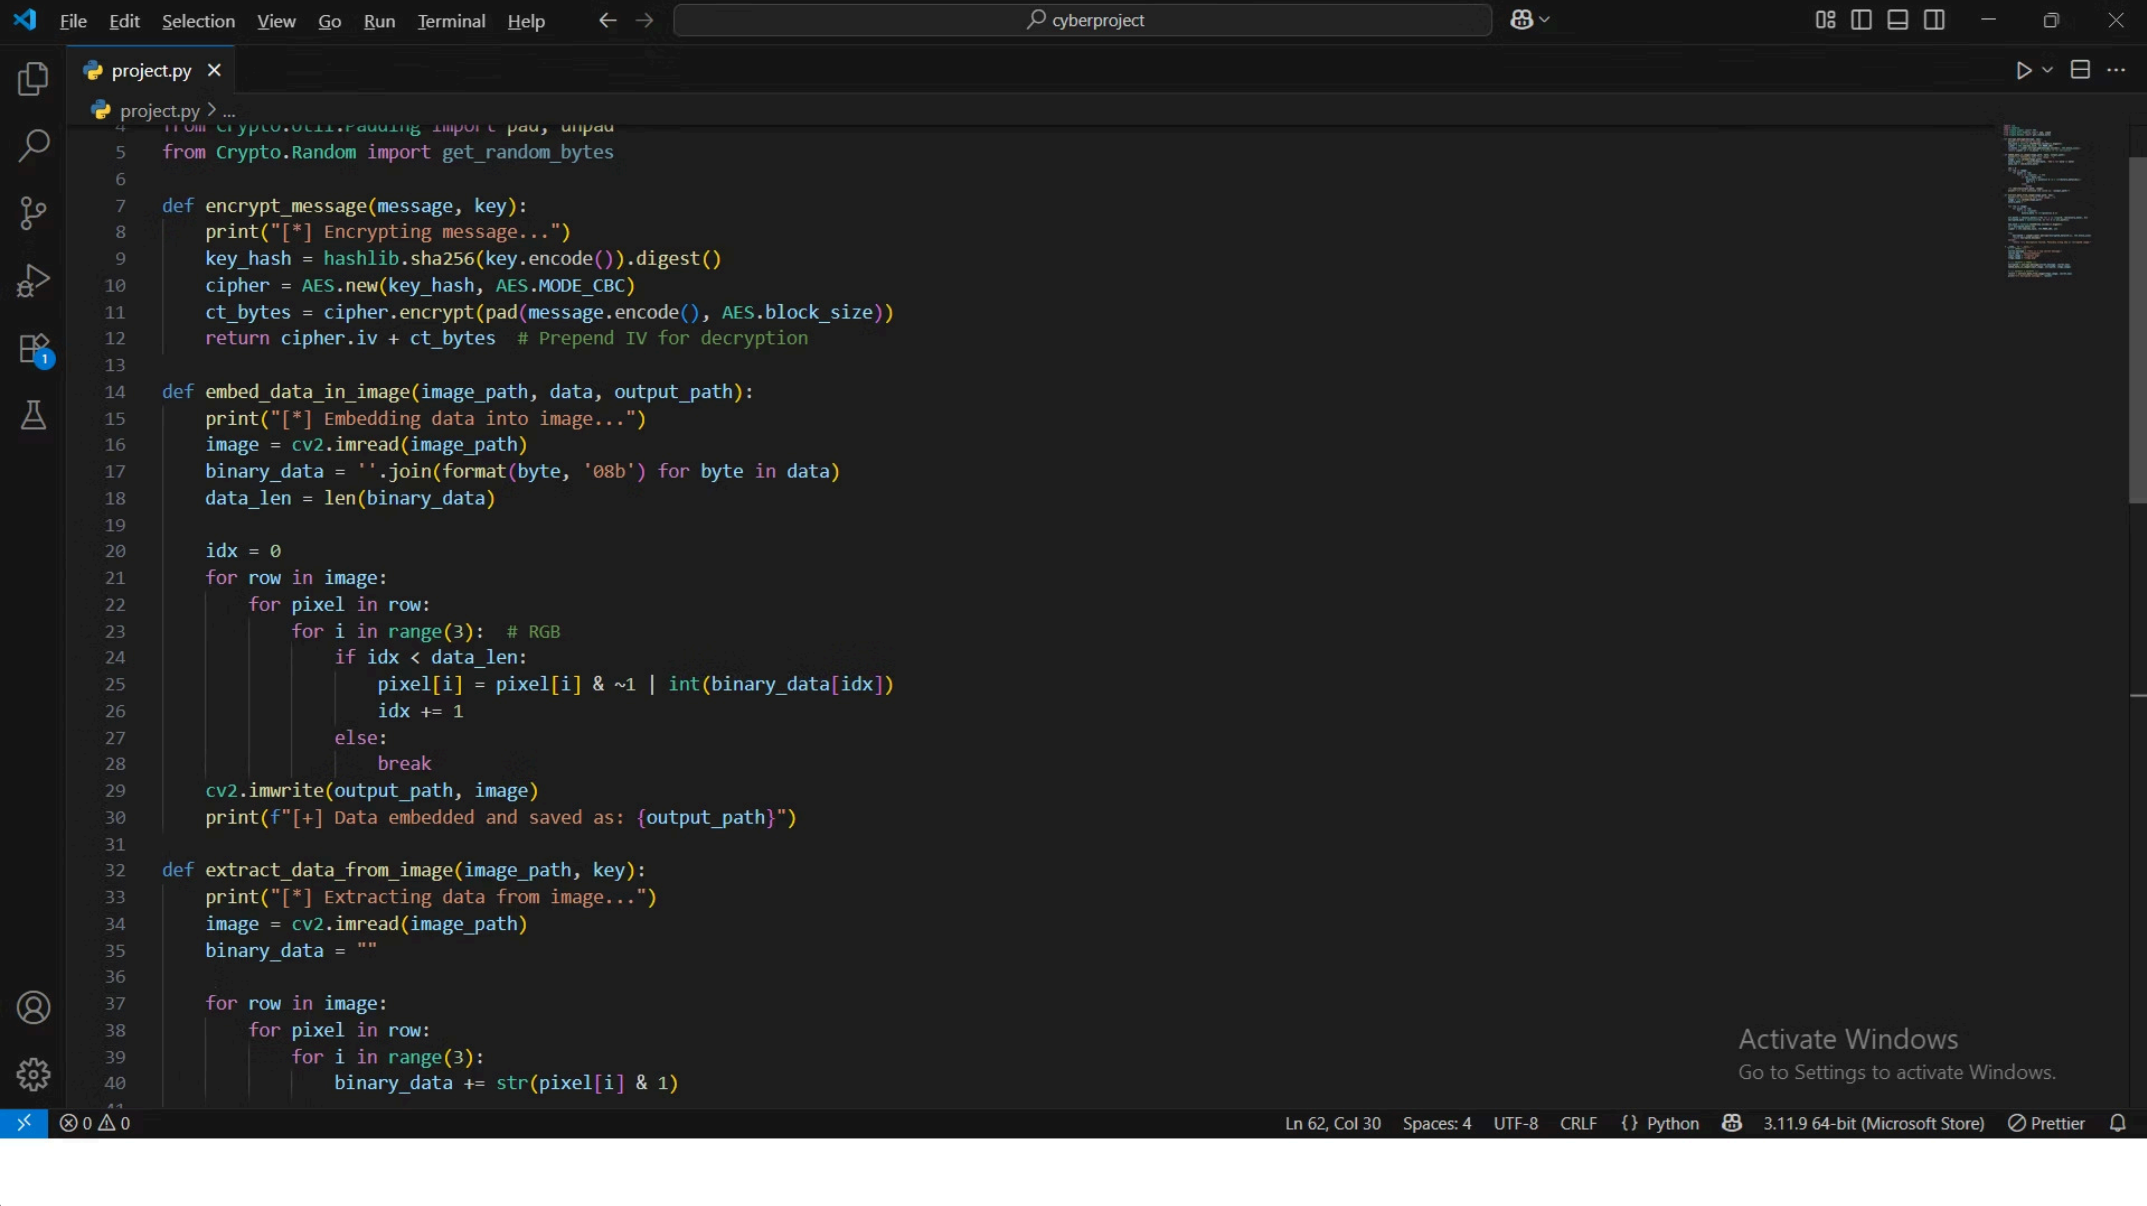 File Edit Selection View Go Run Terminal Help cyberproject
project.py
project.py > ...
4 from Crypto.Util.Padding import pad, unpad
5 from Crypto.Random import get_random_bytes
6
7 def encrypt_message(message, key):
8     print("[*] Encrypting message...")
9     key_hash = hashlib.sha256(key.encode()).digest()
10     cipher = AES.new(key_hash, AES.MODE_CBC)
11     ct_bytes = cipher.encrypt(pad(message.encode(), AES.block_size))
12     return cipher.iv + ct_bytes  # Prepend IV for decryption
13
14 def embed_data_in_image(image_path, data, output_path):
15     print("[*] Embedding data into image...")
16     image = cv2.imread(image_path)
17     binary_data = ''.join(format(byte, '08b') for byte in data)
18     data_len = len(binary_data)
19
20     idx = 0
21     for row in image:
22         for pixel in row:
23             for i in range(3):  # RGB
24                 if idx < data_len:
25                     pixel[i] = pixel[i] & ~1 | int(binary_data[idx])
26                     idx += 1
27                 else:
28                     break
29     cv2.imwrite(output_path, image)
30     print(f"[+] Data embedded and saved as: {output_path}")
31
32 def extract_data_from_image(image_path, key):
33     print("[*] Extracting data from image...")
34     image = cv2.imread(image_path)
35     binary_data = ""
36
37     for row in image:
38         for pixel in row:
39             for i in range(3):
40                 binary_data += str(pixel[i] & 1)
41
1
Activate Windows
Go to Settings to activate Windows.
0 0 Ln 62, Col 30 Spaces: 4 UTF-8 CRLF {} Python 3.11.9 64-bit (Microsoft Store) Prettier